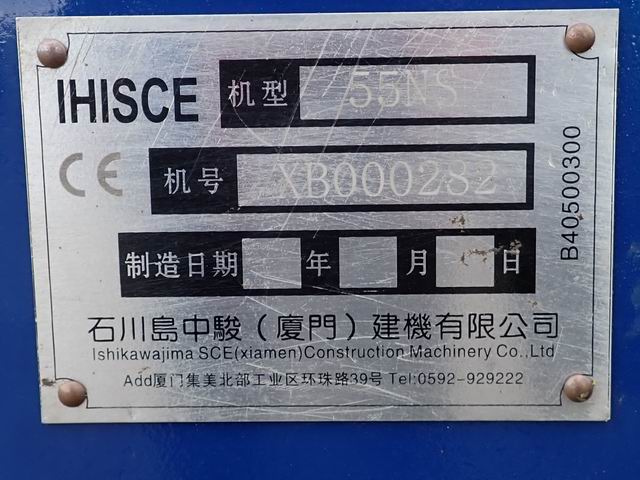 IHISCE 机型 55NS
CE 机号 XB000282
制造日期 年 月 日
B40500300
石川島中駿（廈門）建機有限公司
Ishikawajima SCE(xiamen)Construction Machinery Co.,Ltd
Add厦门集美北部工业区环珠路39号 Tel:0592-929222